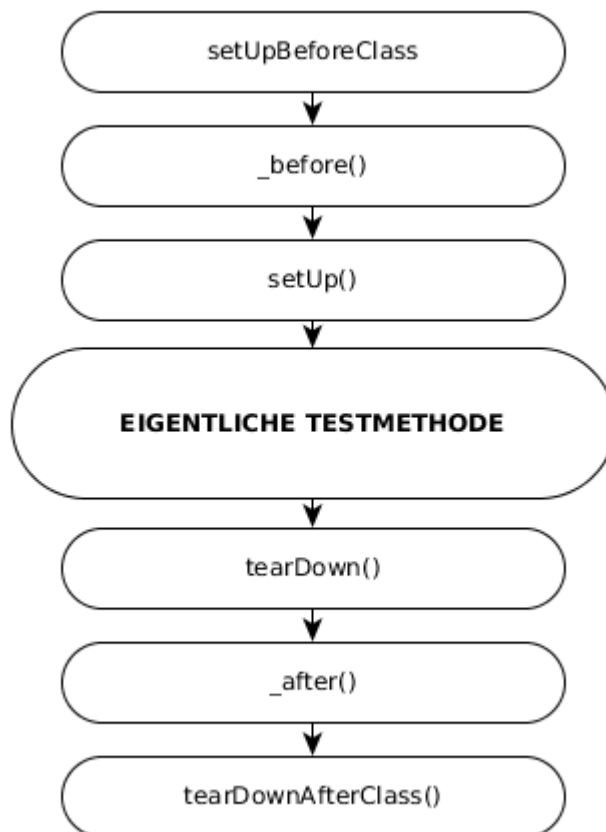 setUpBeforeClass
_before()
setUp()
EIGENTLICHE TESTMETHODE
tearDown()
_after()
tearDownAfterClass()